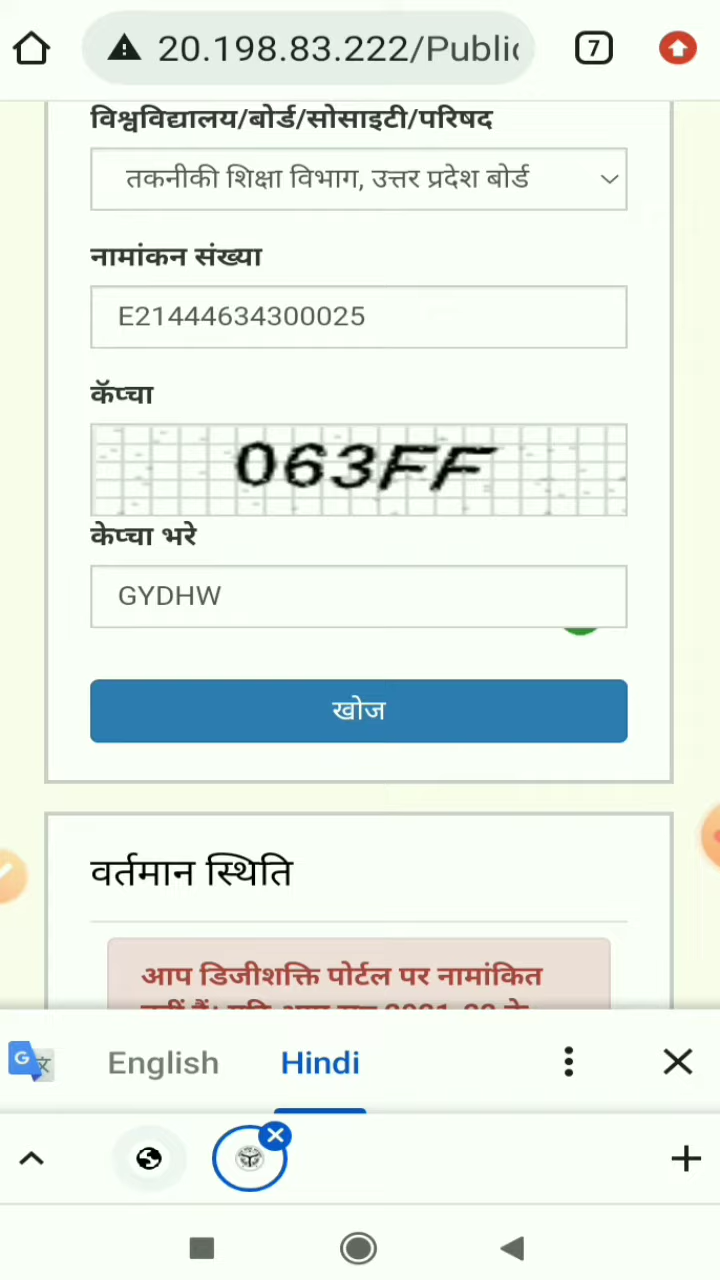 20.198.83.222/Public
7
विश्वविद्यालय/बोर्ड/सोसाइटी/परिषद
तकनीकी शिक्षा विभाग, उत्तर प्रदेश बोर्ड
नामांकन संख्या
E21444634300025
कॅप्चा
063FF
केप्चा भरे
GYDHW
खोज
वर्तमान स्थिति
आप डिजीशक्ति पोर्टल पर नामांकित
English
Hindi